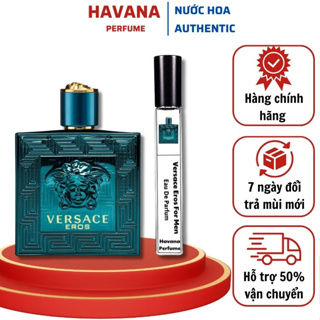 HAVANA
PERFUME
NƯỚC HOA
AUTHENTIC
VERSACE
EROS
Versace Eros For Men
Eau De Parfum
Havana
Perfume
Hàng chính
hãng
7 ngày đổi
trả mùi mới
Hỗ trợ 50%
vận chuyển